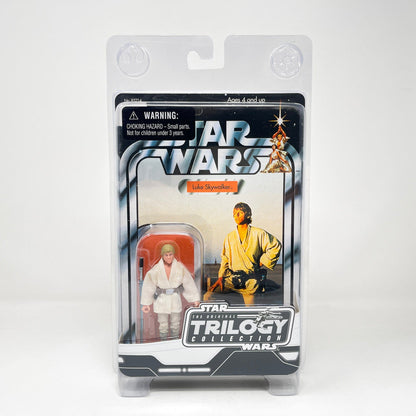 Ages 4 and up
WARNING:
CHOKING HAZARD – Small parts.
Not for children under 3 years.
STAR
WARS
Luke Skywalker
STAR
THE ORIGINAL
TRILOGY
COLLECTION
WARS